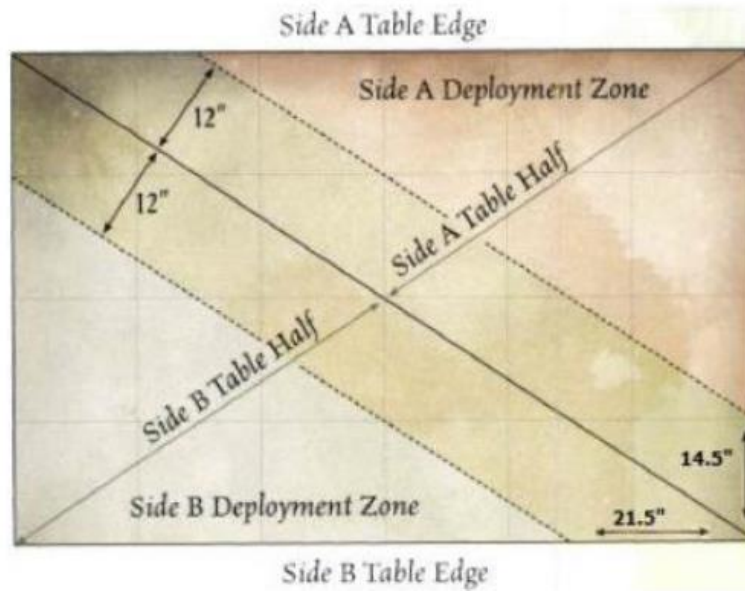 Side A Table Edge
Side A Deployment Zone
12"
12"
Side A Table Half
Side B Table Half
14.5"
Side B Deployment Zone
21.5"
Side B Table Edge